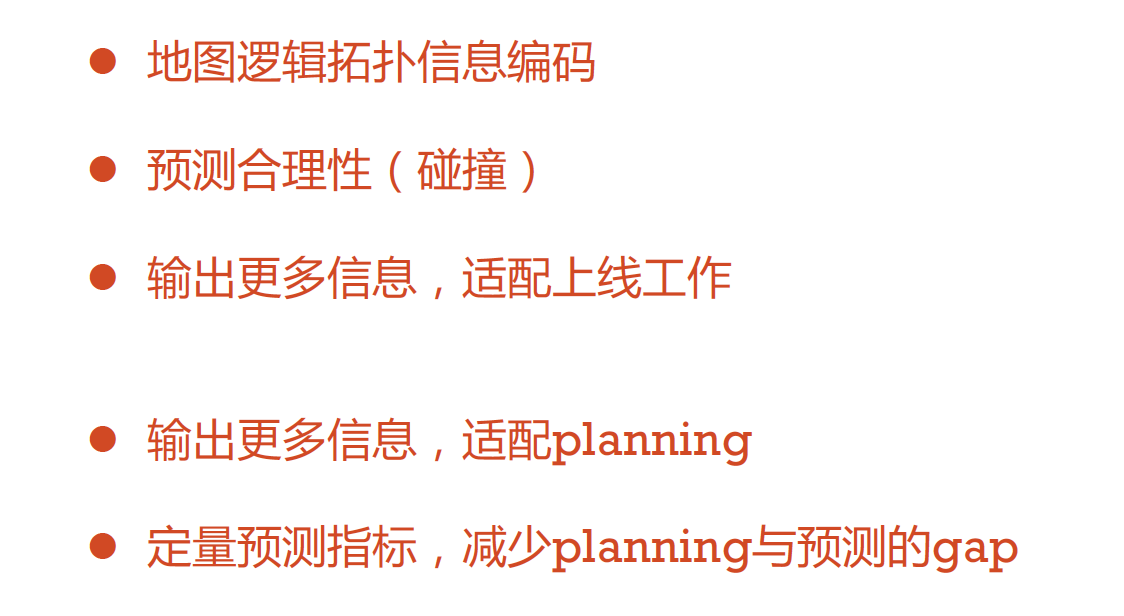 ● 地图逻辑拓扑信息编码
● 预测合理性（碰撞）
● 输出更多信息，适配上线工作
● 输出更多信息，适配planning
● 定量预测指标，减少planning与预测的gap